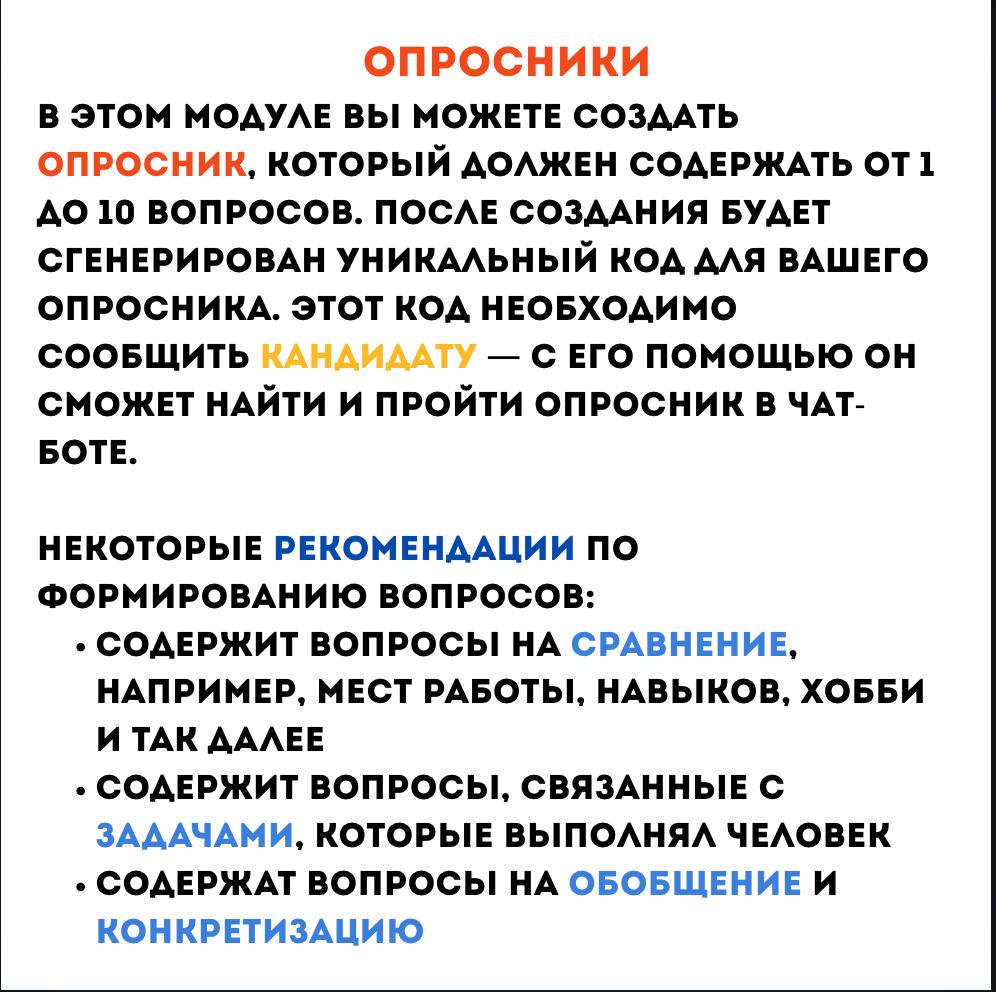 ОПРОСНИКИ
В ЭТОМ МОДУЛЕ ВЫ МОЖЕТЕ СОЗДАТЬ
ОПРОСНИК, КОТОРЫЙ ДОЛЖЕН СОДЕРЖАТЬ ОТ 1
ДО 10 ВОПРОСОВ. ПОСЛЕ СОЗДАНИЯ БУДЕТ
СГЕНЕРИРОВАН УНИКАЛЬНЫЙ КОД ДЛЯ ВАШЕГО
ОПРОСНИКА. ЭТОТ КОД НЕОБХОДИМО
СООБЩИТЬ КАНДИДАТУ — С ЕГО ПОМОЩЬЮ ОН
СМОЖЕТ НАЙТИ И ПРОЙТИ ОПРОСНИК В ЧАТ-
БОТЕ.
НЕКОТОРЫЕ РЕКОМЕНДАЦИИ ПО
ФОРМИРОВАНИЮ ВОПРОСОВ:
• СОДЕРЖИТ ВОПРОСЫ НА СРАВНЕНИЕ,
НАПРИМЕР, МЕСТ РАБОТЫ, НАВЫКОВ, ХОББИ
И ТАК ДАЛЕЕ
• СОДЕРЖИТ ВОПРОСЫ, СВЯЗАННЫЕ С
ЗАДАЧАМИ, КОТОРЫЕ ВЫПОЛНЯЛ ЧЕЛОВЕК
• СОДЕРЖАТ ВОПРОСЫ НА ОБОБЩЕНИЕ И
КОНКРЕТИЗАЦИЮ